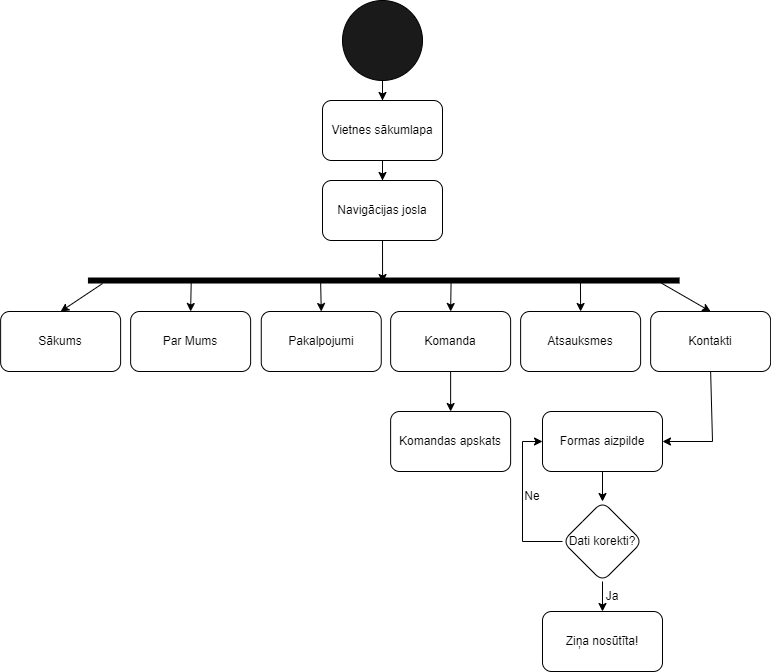 Vietnes sākumlapa
Navigācijas josla
Sākums
Par Mums
Pakalpojumi
Komanda
Atsauksmes
Kontakti
Komandas apskats
Formas aizpilde
Ne
Dati korekti?
Ja
Ziņa nosūtīta!